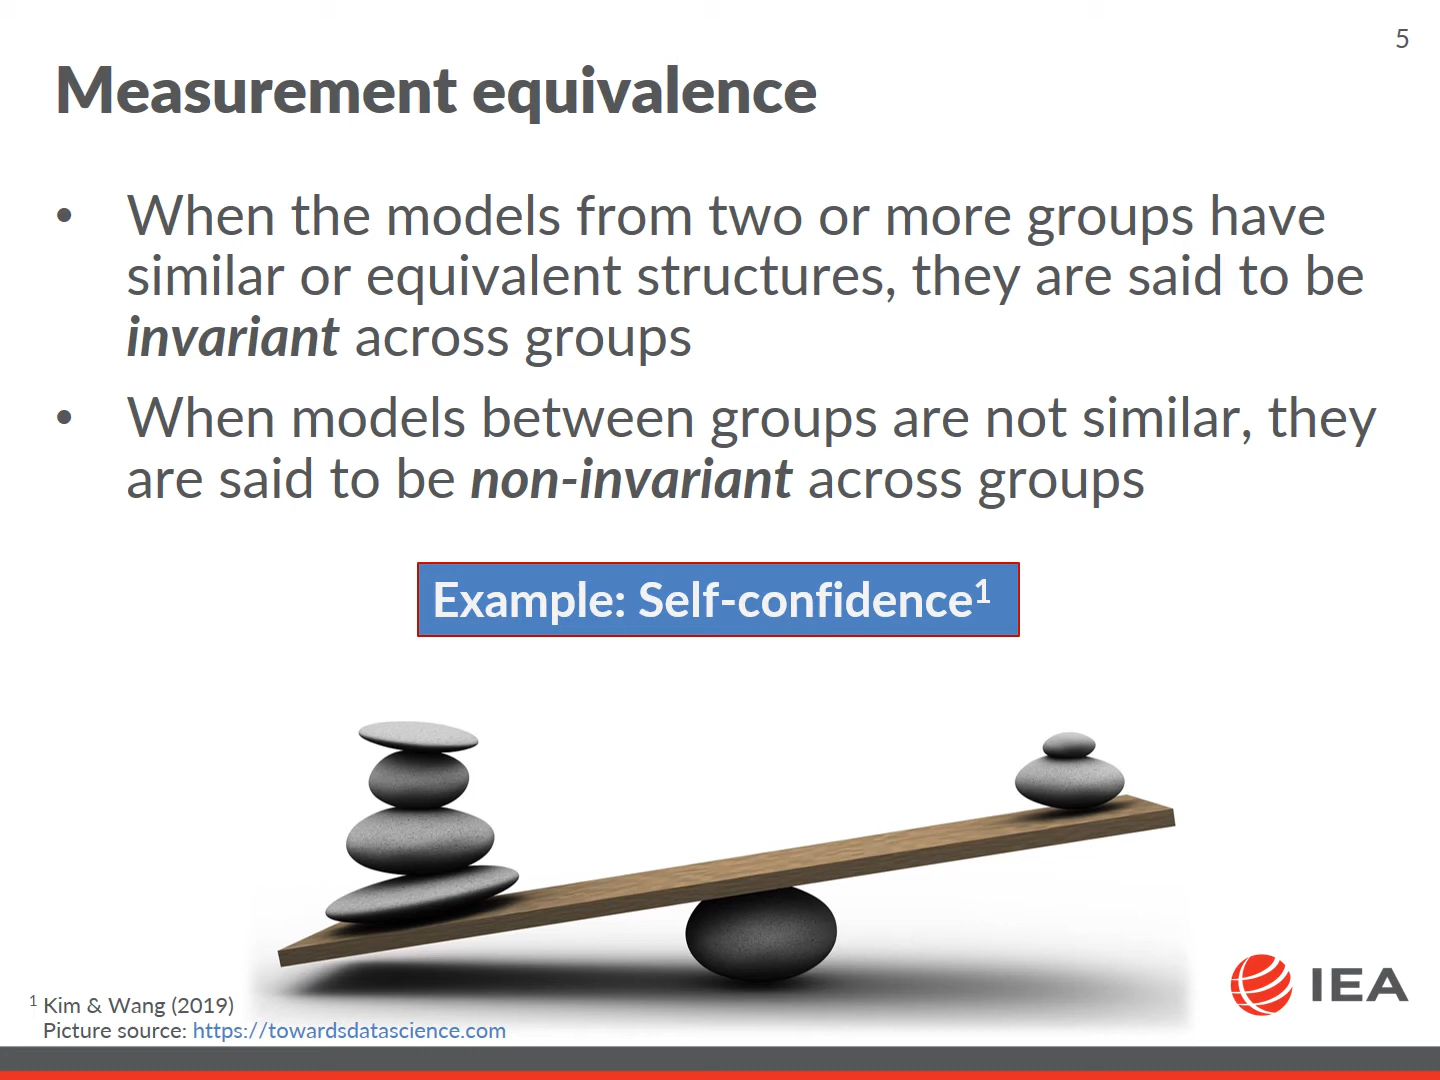 5
Measurement equivalence
• When the models from two or more groups have
similar or equivalent structures, they are said to be
invariant across groups
• When models between groups are not similar, they
are said to be non-invariant across groups
Example: Self-confidence¹
¹ Kim & Wang (2019)
Picture source: https://towardsdatascience.com
IEA